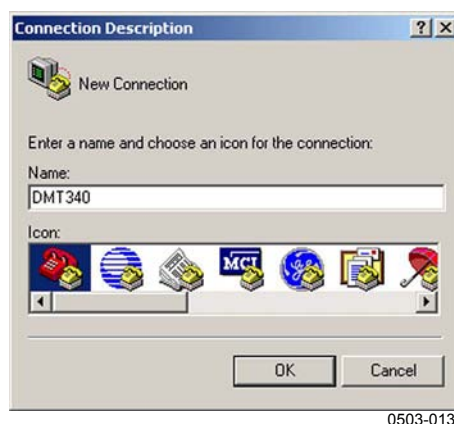 Connection Description
New Connection
Enter a name and choose an icon for the connection:
Name:
DMT340
Icon:
MCI
OK
Cancel
0503-013